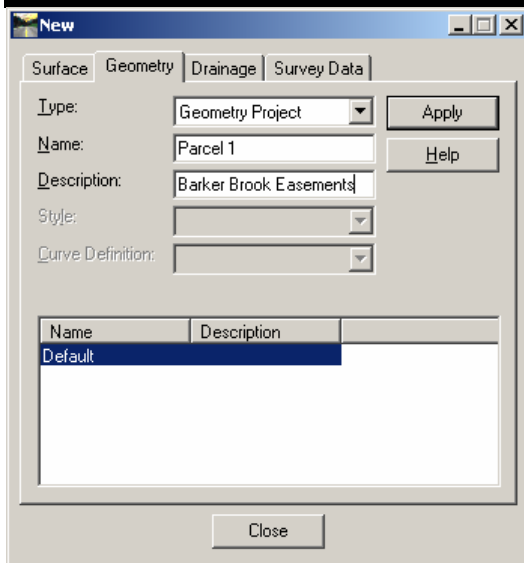 New
Surface Geometry Drainage Survey Data
Type: Geometry Project Apply
Name: Parcel 1 Help
Description: Barker Brook Easements
Style:
Curve Definition:
Name Description
Default
Close